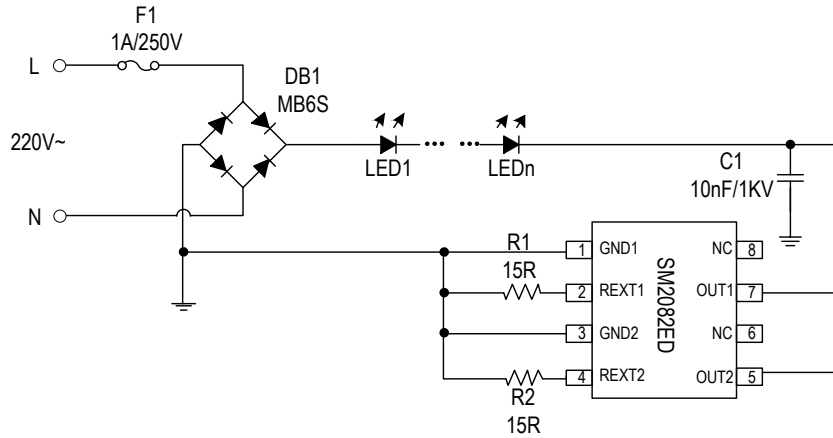 F1
1A/250V
L
DB1
MB6S
220V~
LED1
LEDn
C1
10nF/1KV
N
R1
15R
1 GND1
NC 8
2 REXT1
OUT1 7
SM2082ED
3 GND2
NC 6
4 REXT2
OUT2 5
R2
15R